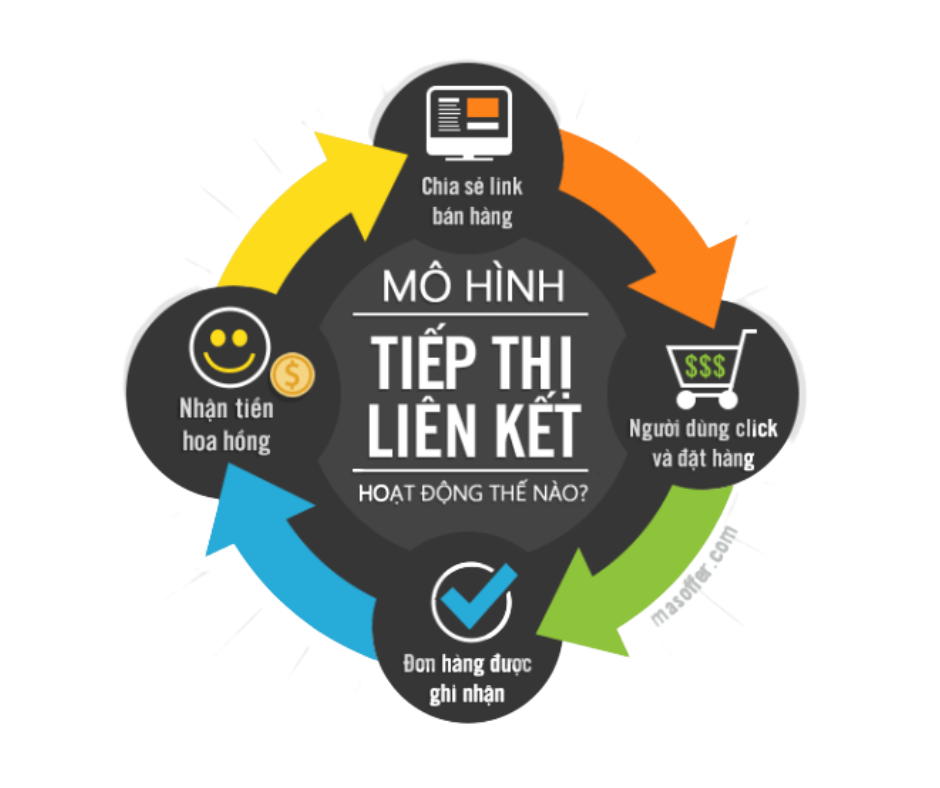 Chia sẻ link
bán hàng
MÔ HÌNH
TIẾP THỊ
LIÊN KẾT
HOẠT ĐỘNG THẾ NÀO?
$$$
Người dùng click
và đặt hàng
Đơn hàng được
ghi nhận
$
Nhận tiền
hoa hồng
masoffer.com